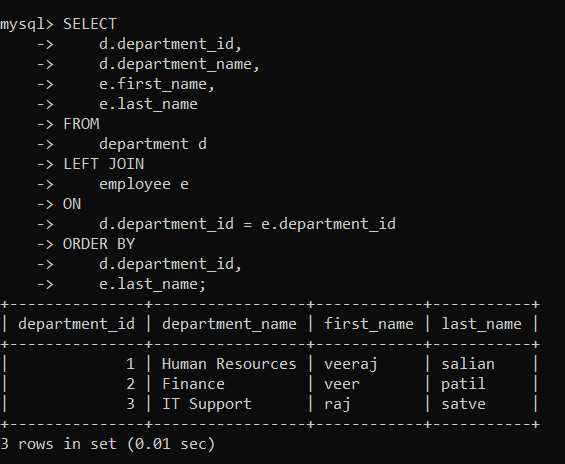 mysql> SELECT
    ->     d.department_id,
    ->     d.department_name,
    ->     e.first_name,
    ->     e.last_name
    -> FROM
    ->     department d
    -> LEFT JOIN
    ->     employee e
    -> ON
    ->     d.department_id = e.department_id
    -> ORDER BY
    ->     d.department_id,
    ->     e.last_name;
+---------------+-----------------+------------+-----------+
| department_id | department_name | first_name | last_name |
+---------------+-----------------+------------+-----------+
|             1 | Human Resources | veeraj     | salian    |
|             2 | Finance         | veer       | patil     |
|             3 | IT Support      | raj        | satve     |
+---------------+-----------------+------------+-----------+
3 rows in set (0.01 sec)